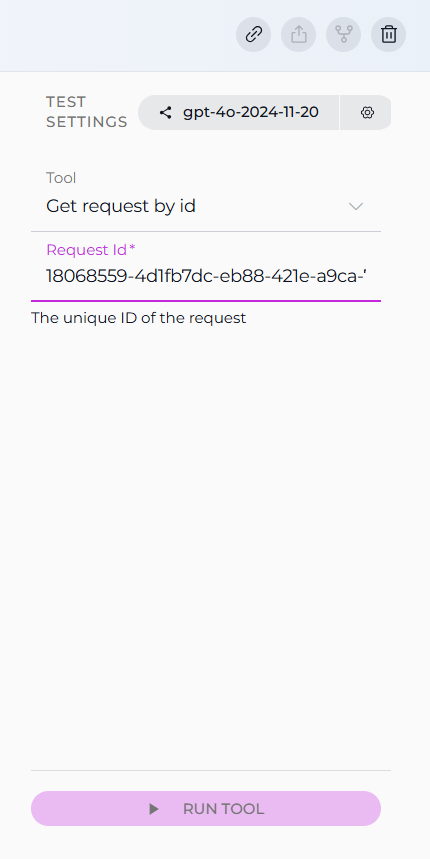 TEST
SETTINGS
gpt-4o-2024-11-20
Tool
Get request by id
Request Id *
18068559-4d1fb7dc-eb88-421e-a9ca-
The unique ID of the request
RUN TOOL